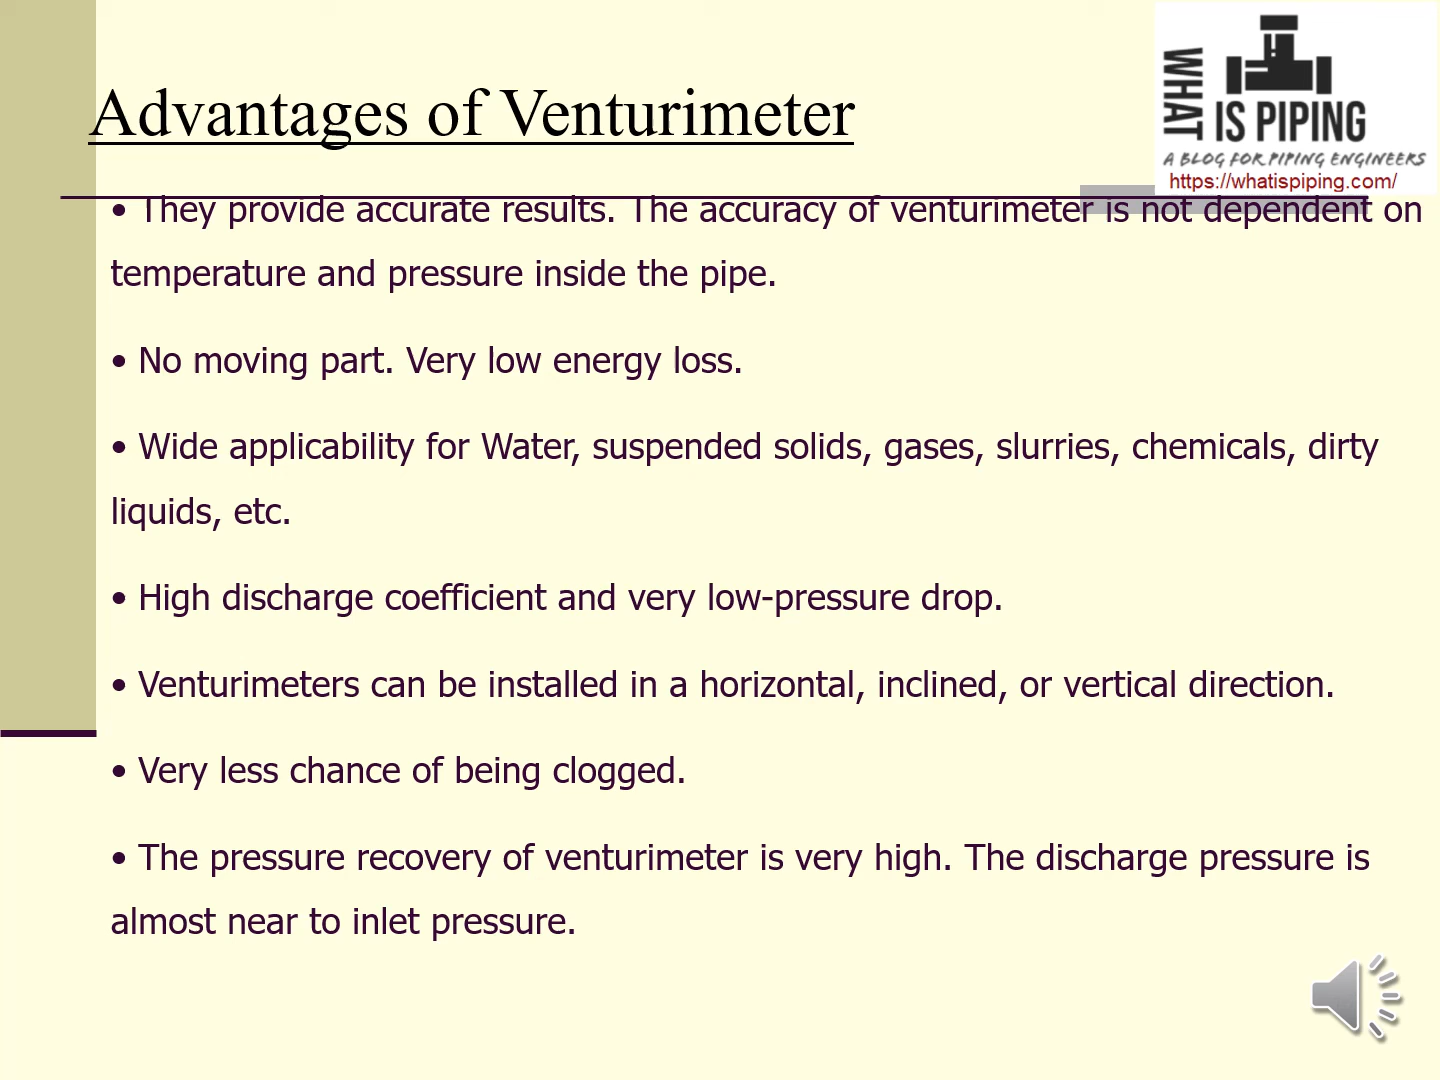 WHAT
IS PIPING
A BLOG FOR PIPING ENGINEERS
https://whatispiping.com/
Advantages of Venturimeter
• They provide accurate results. The accuracy of venturimeter is not dependent on
temperature and pressure inside the pipe.
• No moving part. Very low energy loss.
• Wide applicability for Water, suspended solids, gases, slurries, chemicals, dirty
liquids, etc.
• High discharge coefficient and very low-pressure drop.
• Venturimeters can be installed in a horizontal, inclined, or vertical direction.
• Very less chance of being clogged.
• The pressure recovery of venturimeter is very high. The discharge pressure is
almost near to inlet pressure.